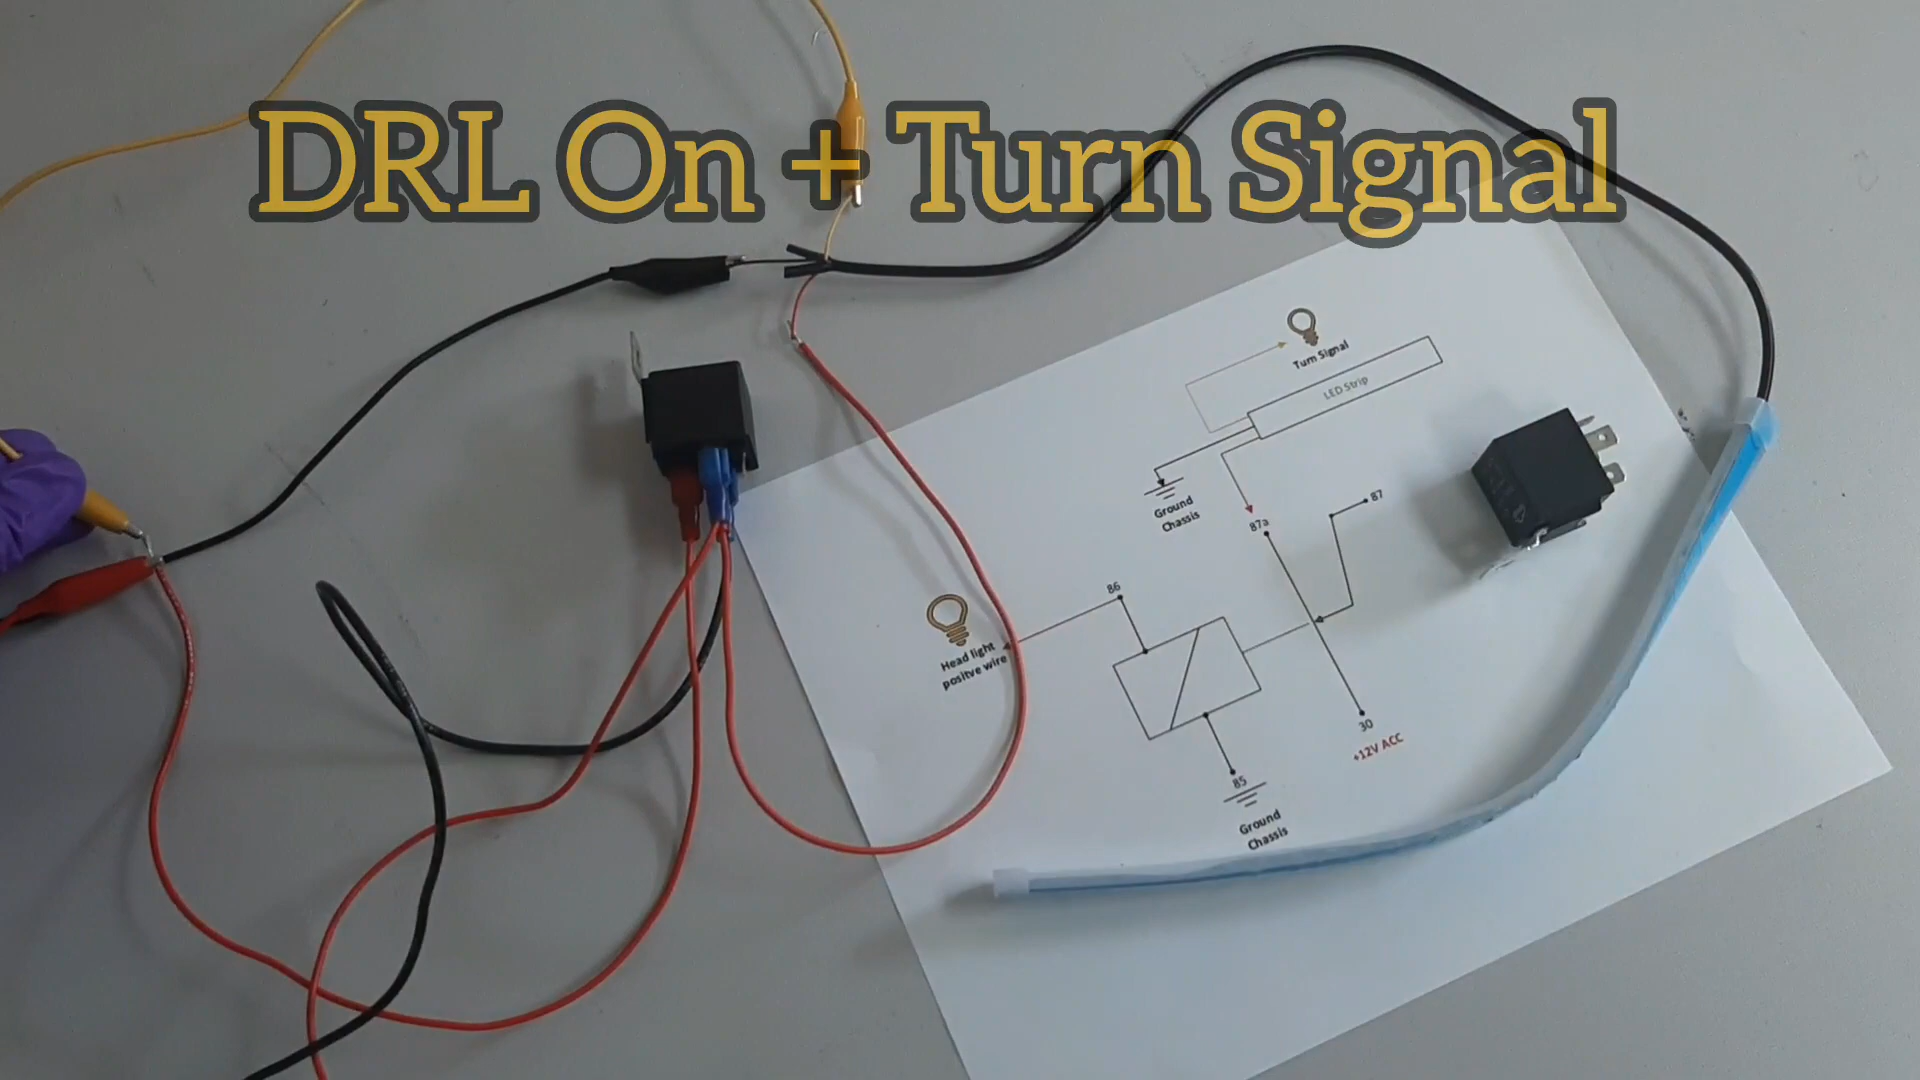 DRL On + Turn Signal
Turn Signal
LED Strip
Ground
Chassis
87
87a
86
Head light
positve wire
30
+12V ACC
85
Ground
Chassis